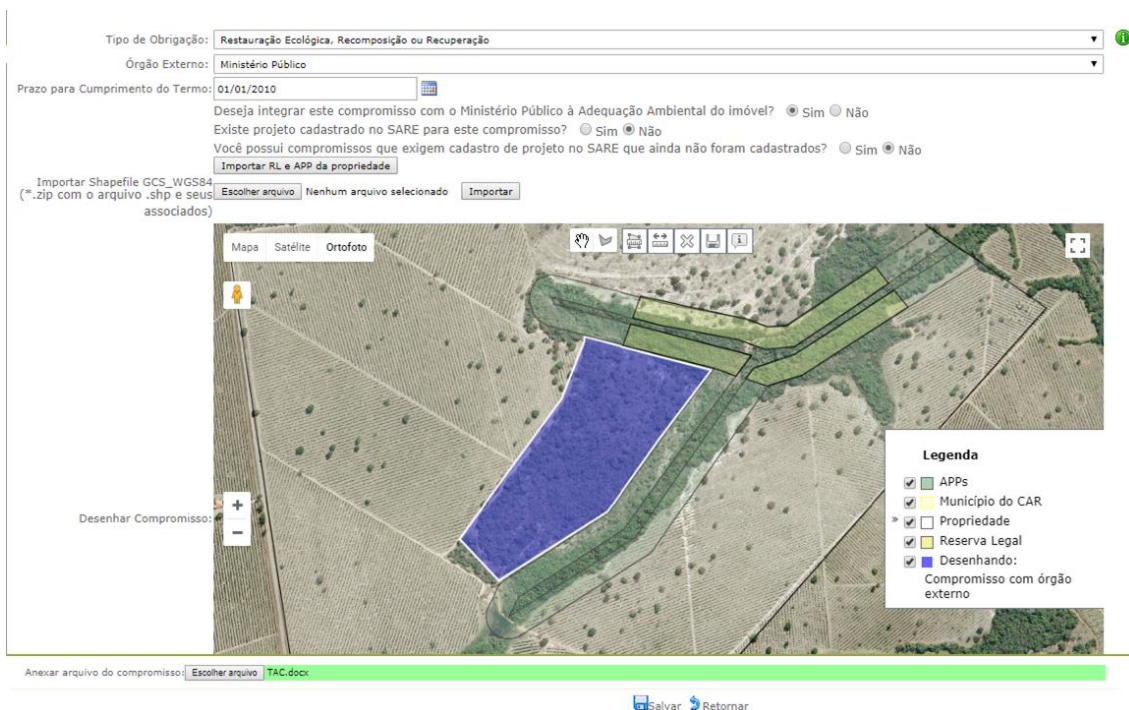 Tipo de Obrigação: Restauração Ecológica, Recomposição ou Recuperação
Órgão Externo: Ministério Público
Prazo para Cumprimento do Termo: 01/01/2010
Deseja integrar este compromisso com o Ministério Público à Adequação Ambiental do imóvel? Sim Não
Existe projeto cadastrado no SARE para este compromisso? Sim Não
Você possui compromissos que exigem cadastro de projeto no SARE que ainda não foram cadastrados? Sim Não
Importar RL e APP da propriedade
Importar Shapefile GCS_WGS84
(*.zip com o arquivo .shp e seus
associados)
Escolher arquivo Nenhum arquivo selecionado Importar
Mapa Satélite Ortofoto
Legenda
APPs
Município do CAR
» Propriedade
Reserva Legal
Desenhando:
Compromisso com órgão
externo
Desenhar Compromisso:
+
−
Anexar arquivo do compromisso: Escolher arquivo TAC.docx
Salvar Retornar